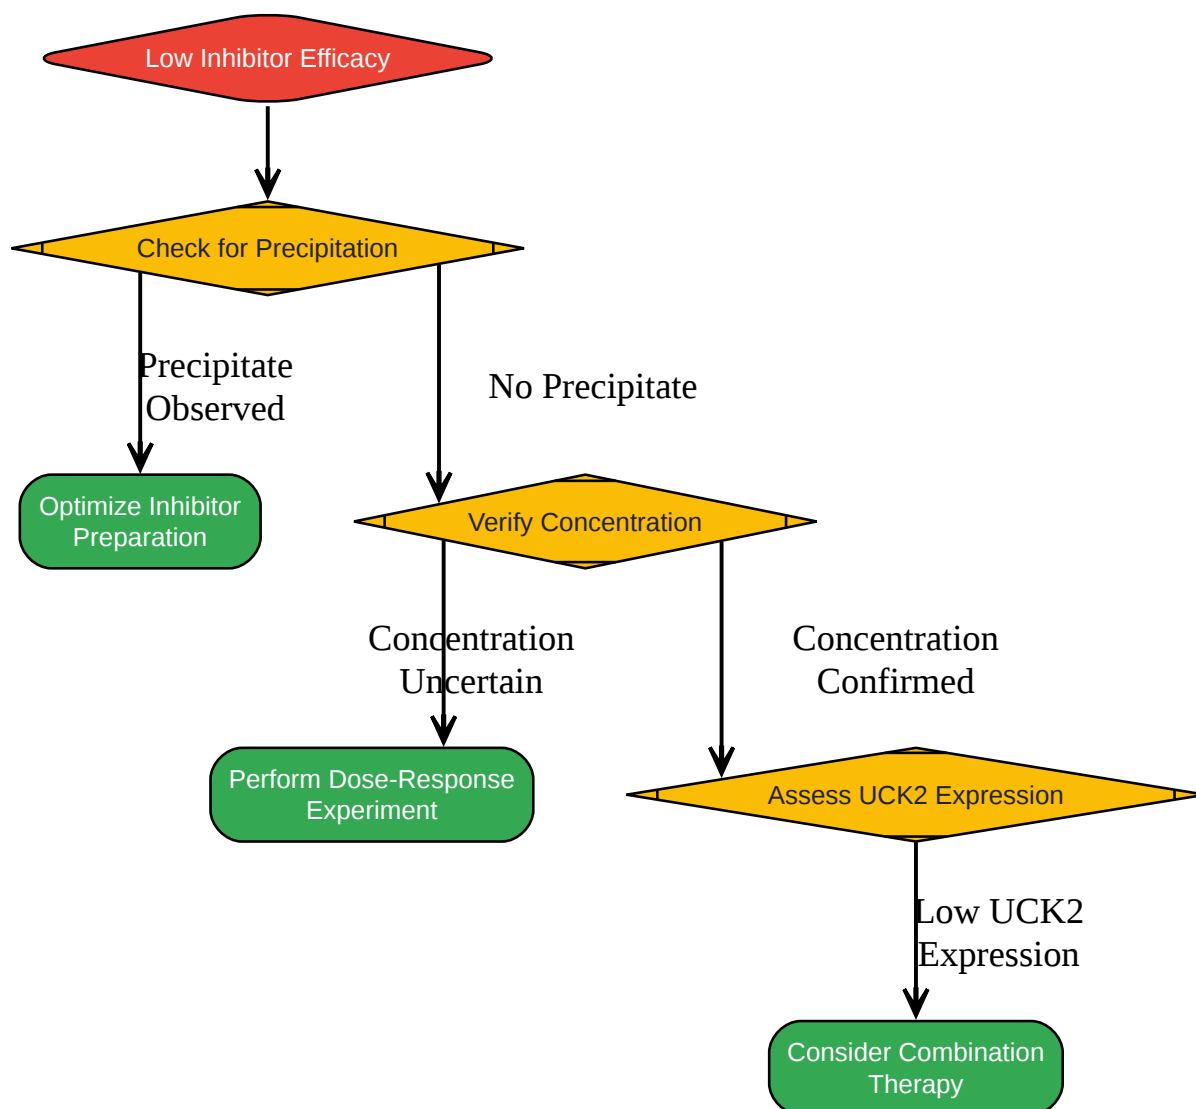 Low Inhibitor Efficacy
Check for Precipitation
Precipitate
Observed
No Precipitate
Optimize Inhibitor
Preparation
Verify Concentration
Concentration
Uncertain
Concentration
Confirmed
Perform Dose-Response
Experiment
Assess UCK2 Expression
Low UCK2
Expression
Consider Combination
Therapy